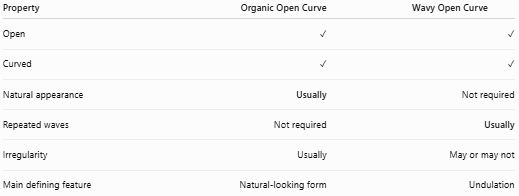 Property Organic Open Curve Wavy Open Curve
Open ✓ ✓
Curved ✓ ✓
Natural appearance Usually Not required
Repeated waves Not required Usually
Irregularity Usually May or may not
Main defining feature Natural-looking form Undulation